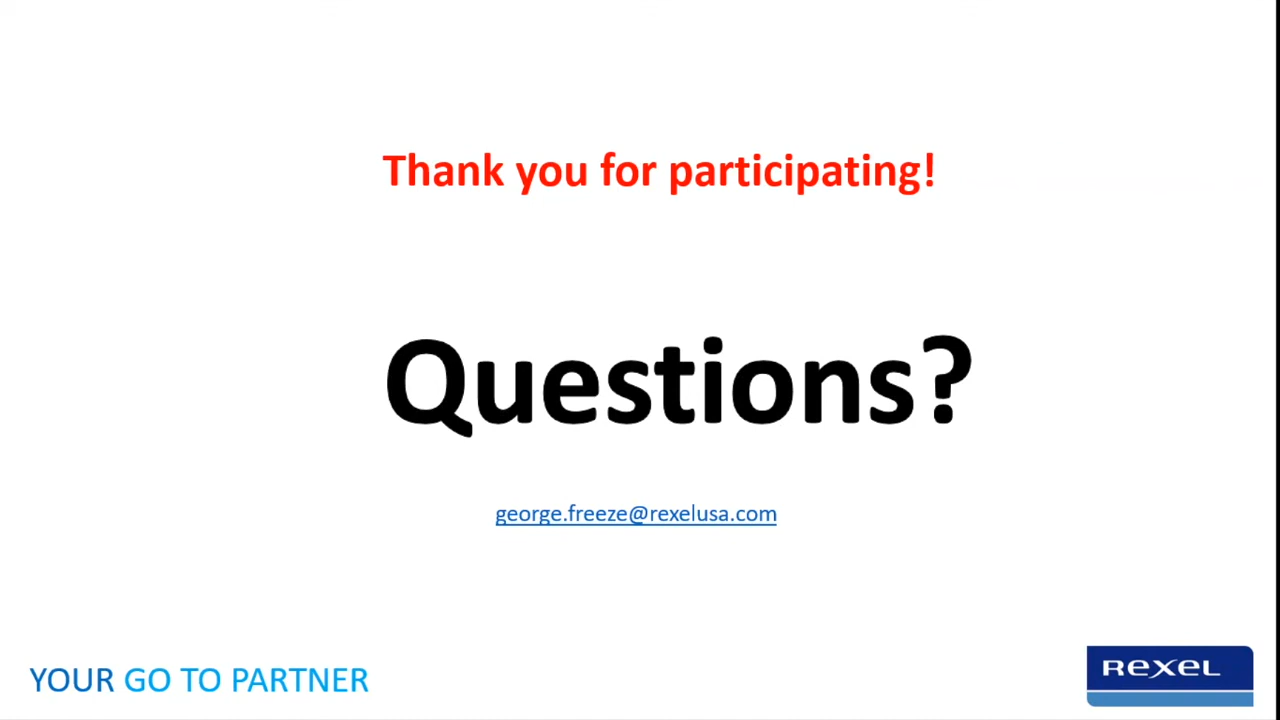 Thank you for participating!
Questions?
george.freeze@rexelusa.com
YOUR GO TO PARTNER
REXEL